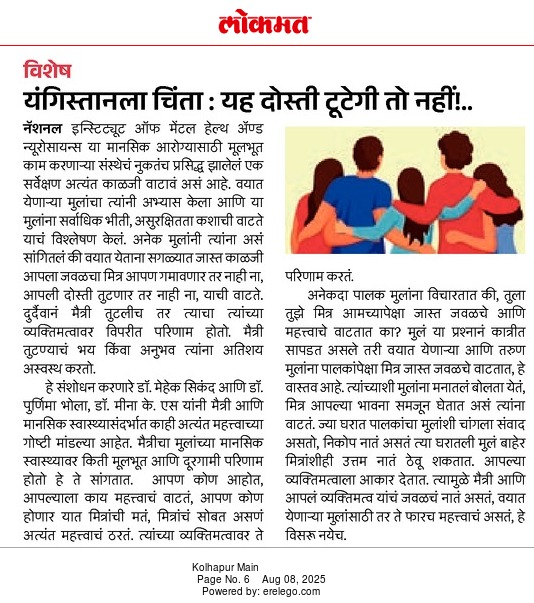 लोकमत
विशेष
यंगिस्तानला चिंता : यह दोस्ती टूटेगी तो नहीं!..
नॅशनल इन्स्टिट्यूट ऑफ मेंटल हेल्थ ॲण्ड
न्यूरोसायन्स या मानसिक आरोग्यासाठी मूलभूत
काम करणाऱ्या संस्थेचं नुकतंच प्रसिद्ध झालेलं एक
सर्वेक्षण अत्यंत काळजी वाटावं असं आहे. वयात
येणाऱ्या मुलांचा त्यांनी अभ्यास केला आणि या
मुलांना सर्वाधिक भीती, असुरक्षितता कशाची वाटते
याचं विश्लेषण केलं. अनेक मुलांनी त्यांना असं
सांगितलं की वयात येताना सगळ्यात जास्त काळजी
आपला जवळचा मित्र आपण गमावणार तर नाही ना,
आपली दोस्ती तुटणार तर नाही ना, याची वाटते.
दुर्दैवानं मैत्री तुटलीच तर त्याचा त्यांच्या
व्यक्तिमत्वावर विपरीत परिणाम होतो. मैत्री
तुटण्याचं भय किंवा अनुभव त्यांना अतिशय
अस्वस्थ करतो.
हे संशोधन करणारे डॉ. मेहेक सिकंद आणि डॉ.
पुर्णिमा भोला, डॉ. मीना के. एस यांनी मैत्री आणि
मानसिक स्वास्थ्यासंदर्भात काही अत्यंत महत्त्वाच्या
गोष्टी मांडल्या आहेत. मैत्रीचा मुलांच्या मानसिक
स्वास्थ्यावर किती मूलभूत आणि दूरगामी परिणाम
होतो हे ते सांगतात. आपण कोण आहोत,
आपल्याला काय महत्त्वाचं वाटतं, आपण कोण
होणार यात मित्रांची मतं, मित्रांचं सोबत असणं
अत्यंत महत्त्वाचं ठरतं. त्यांच्या व्यक्तिमत्वावर ते
परिणाम करतं.
अनेकदा पालक मुलांना विचारतात की, तुला
तुझे मित्र आमच्यापेक्षा जास्त जवळचे आणि
महत्त्वाचे वाटतात का? मुलं या प्रश्नानं कात्रीत
सापडत असले तरी वयात येणाऱ्या आणि तरुण
मुलांना पालकांपेक्षा मित्र जास्त जवळचे वाटतात, हे
वास्तव आहे. त्यांच्याशी मुलांना मनातलं बोलता येतं,
मित्र आपल्या भावना समजून घेतात असं त्यांना
वाटतं. ज्या घरात पालकांचा मुलांशी चांगला संवाद
असतो, निकोप नातं असतं त्या घरातली मुलं बाहेर
मित्रांशीही उत्तम नातं ठेवू शकतात. आपल्या
व्यक्तिमत्वाला आकार देतात. त्यामुळे मैत्री आणि
आपलं व्यक्तिमत्व यांचं जवळचं नातं असतं, वयात
येणाऱ्या मुलांसाठी तर ते फारच महत्त्वाचं असतं, हे
विसरू नयेच.
Kolhapur Main
Page No. 6 Aug 08, 2025
Powered by: erelego.com